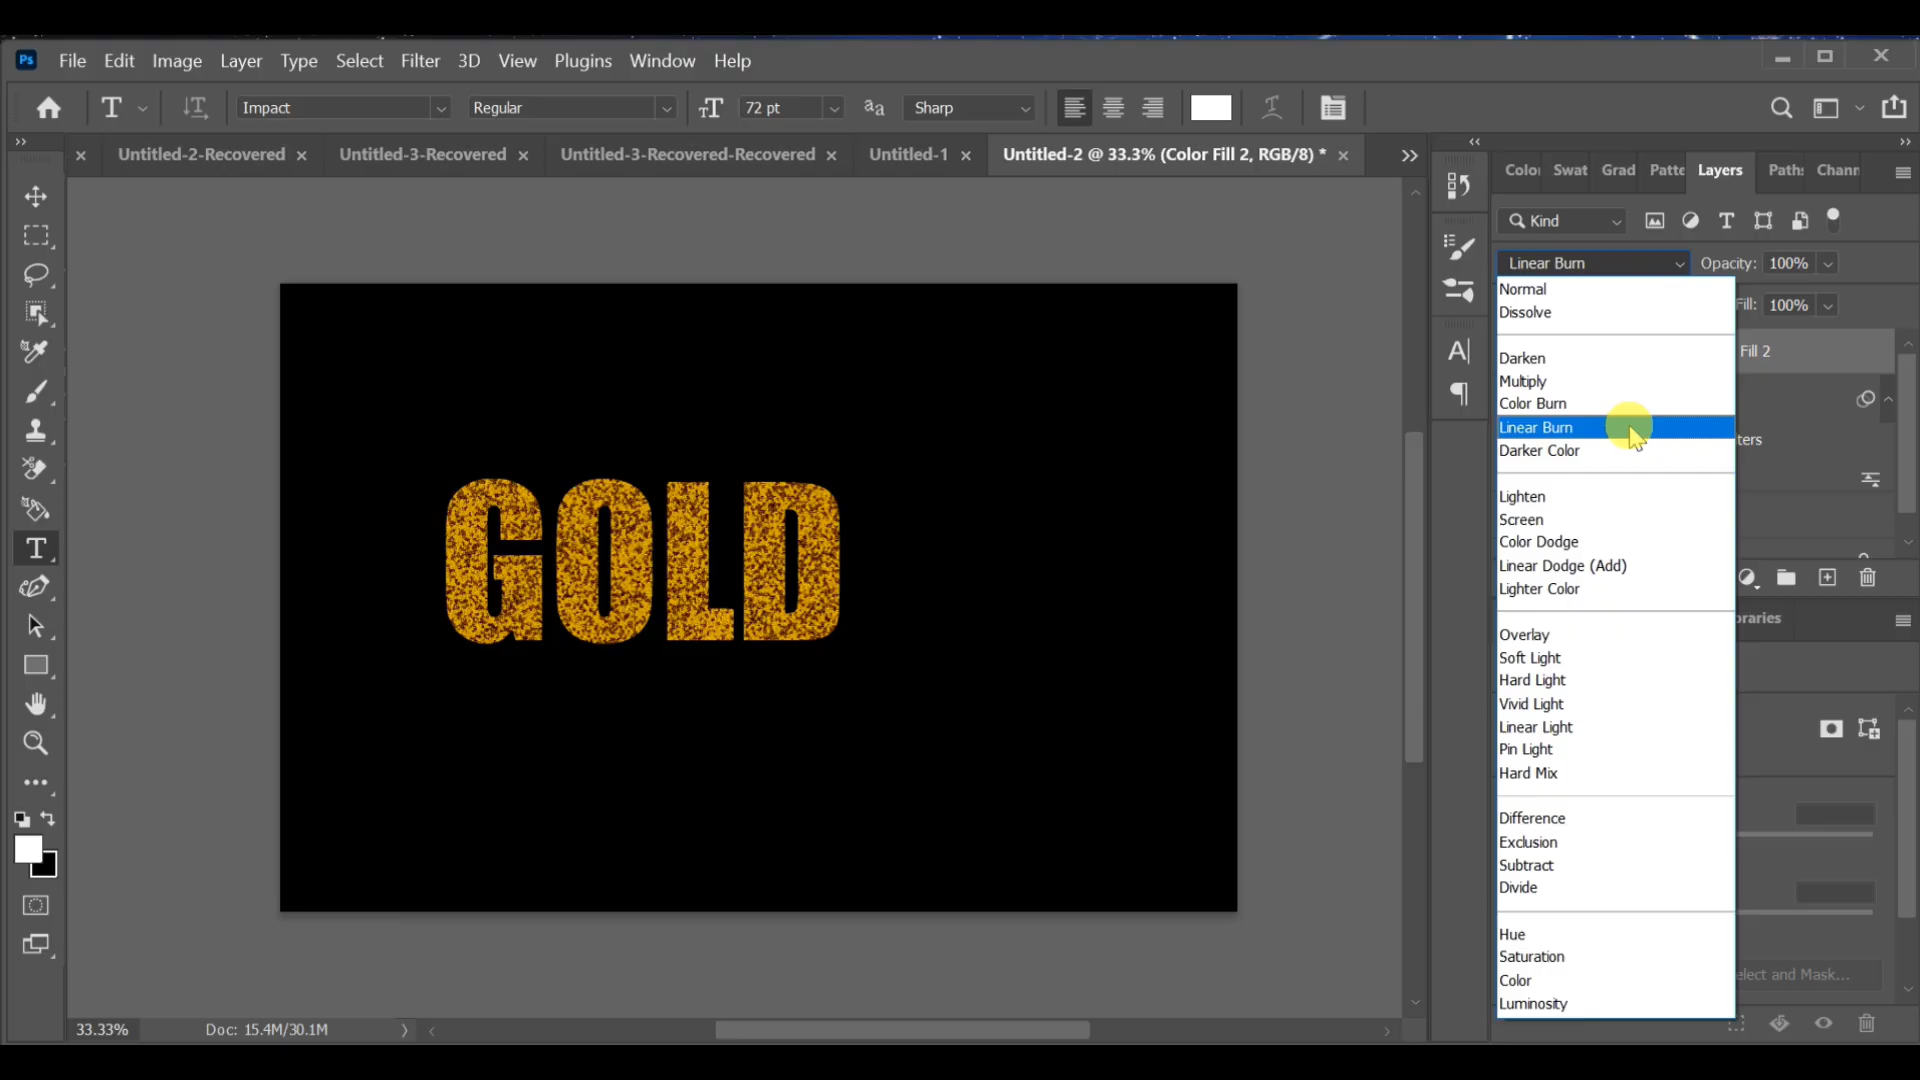 Ps File Edit Image Layer Type Select Filter 3D View Plugins Window Help
T Impact Regular 72 pt Sharp
Untitled-2-Recovered Untitled-3-Recovered Untitled-3-Recovered-Recovered Untitled-1 Untitled-2 @ 33.3% (Color Fill 2, RGB/8) *
Color Swat Grad Patte Layers Paths Chann
Kind
Linear Burn Opacity: 100%
Fill: 100%
Normal
Dissolve
Fill 2
Darken
Multiply
Color Burn
Linear Burn
ters
Darker Color
Lighten
Screen
Color Dodge
Linear Dodge (Add)
Lighter Color
braries
Overlay
Soft Light
Hard Light
Vivid Light
Linear Light
Pin Light
Hard Mix
Difference
Exclusion
Subtract
Divide
Hue
Saturation
Color
elect and Mask...
Luminosity
GOLD
33.33% Doc: 15.4M/30.1M